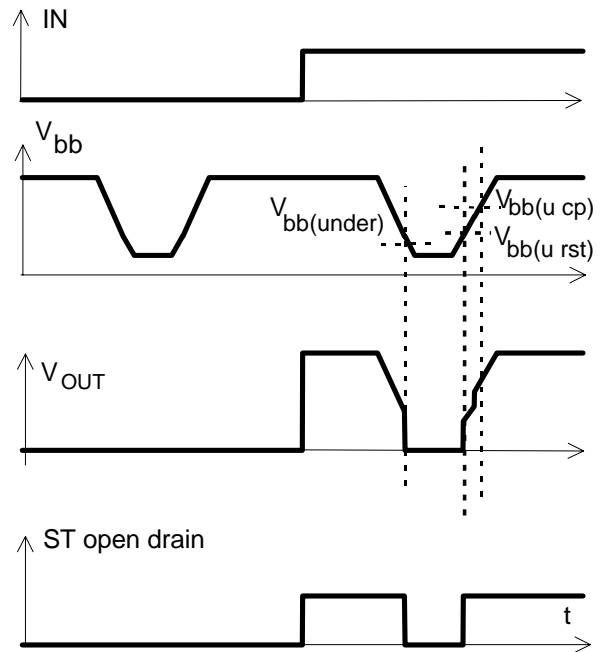 IN
V bb
V bb(under)
V bb(u cp)
V bb(u rst)
V OUT
ST open drain
t